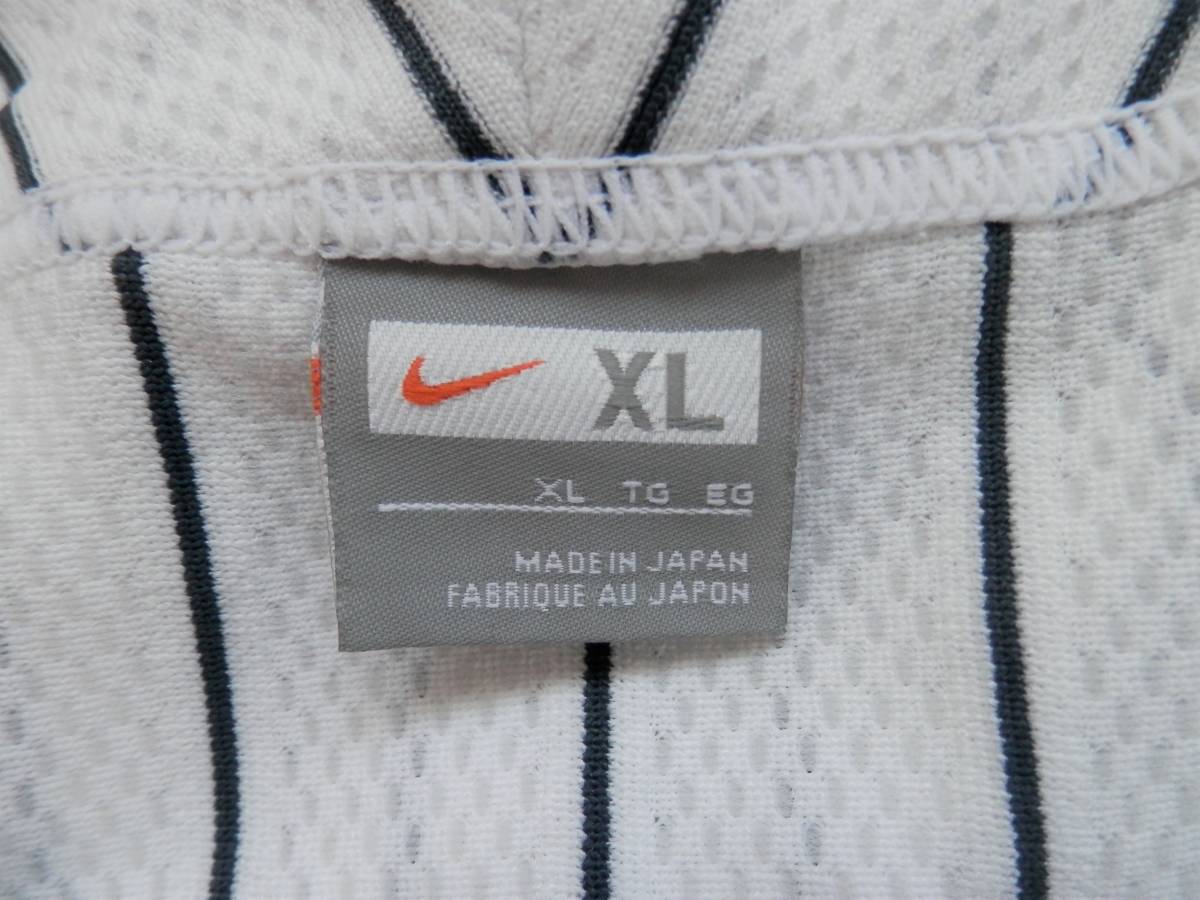 XL
XL TG EG
MADE IN JAPAN
FABRIQUE AU JAPON